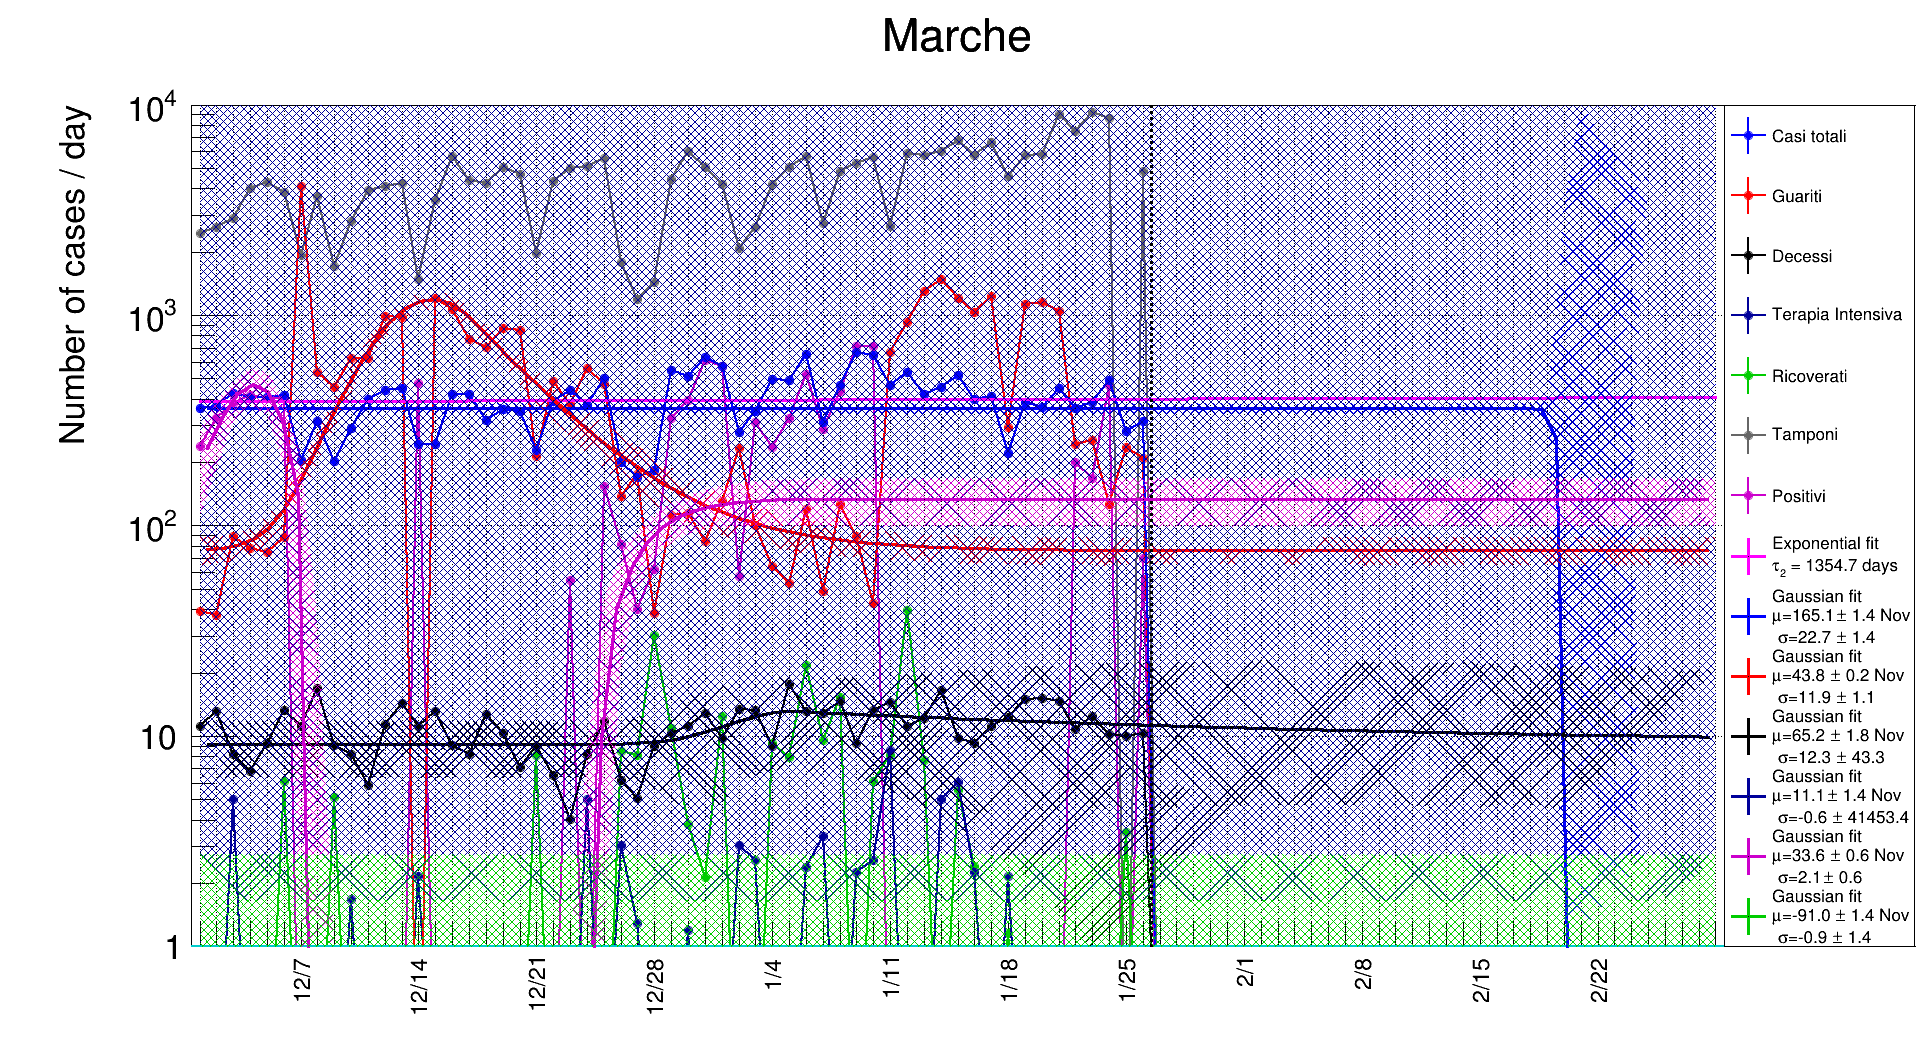 Marche
Number of cases / day
10^4
10^3
10^2
10
1
12/7
12/14
12/21
12/28
1/4
1/11
1/18
1/25
2/1
2/8
2/15
2/22
Casi totali
Guariti
Decessi
Terapia Intensiva
Ricoverati
Tamponi
Positivi
Exponential fit
τ₂ = 1354.7 days
Gaussian fit
μ=165.1 ± 1.4 Nov
σ=22.7 ± 1.4
Gaussian fit
μ=43.8 ± 0.2 Nov
σ=11.9 ± 1.1
Gaussian fit
μ=65.2 ± 1.8 Nov
σ=12.3 ± 43.3
Gaussian fit
μ=11.1 ± 1.4 Nov
σ=-0.6 ± 41453.4
Gaussian fit
μ=33.6 ± 0.6 Nov
σ=2.1 ± 0.6
Gaussian fit
μ=-91.0 ± 1.4 Nov
σ=-0.9 ± 1.4